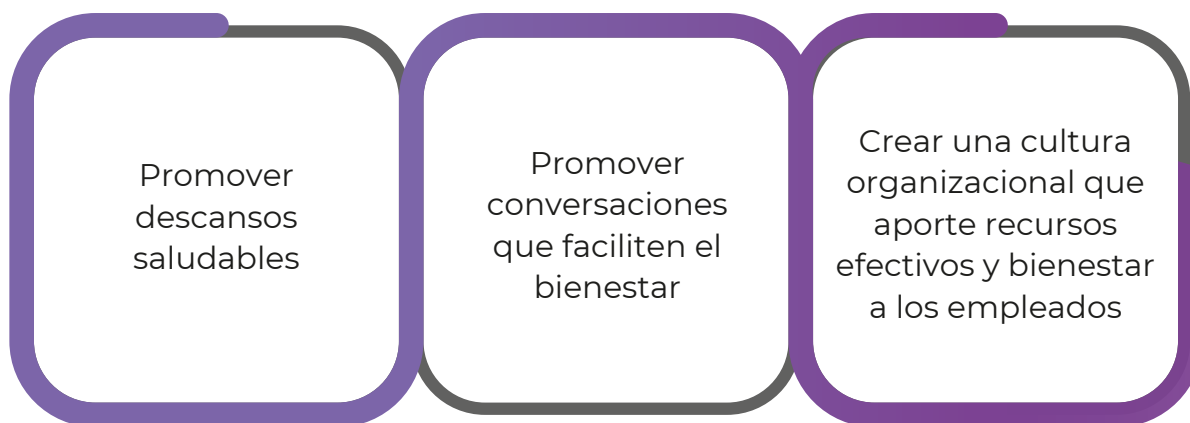 Promover
descansos
saludables
Promover
conversaciones
que faciliten el
bienestar
Crear una cultura
organizacional que
aporte recursos
efectivos y bienestar
a los empleados